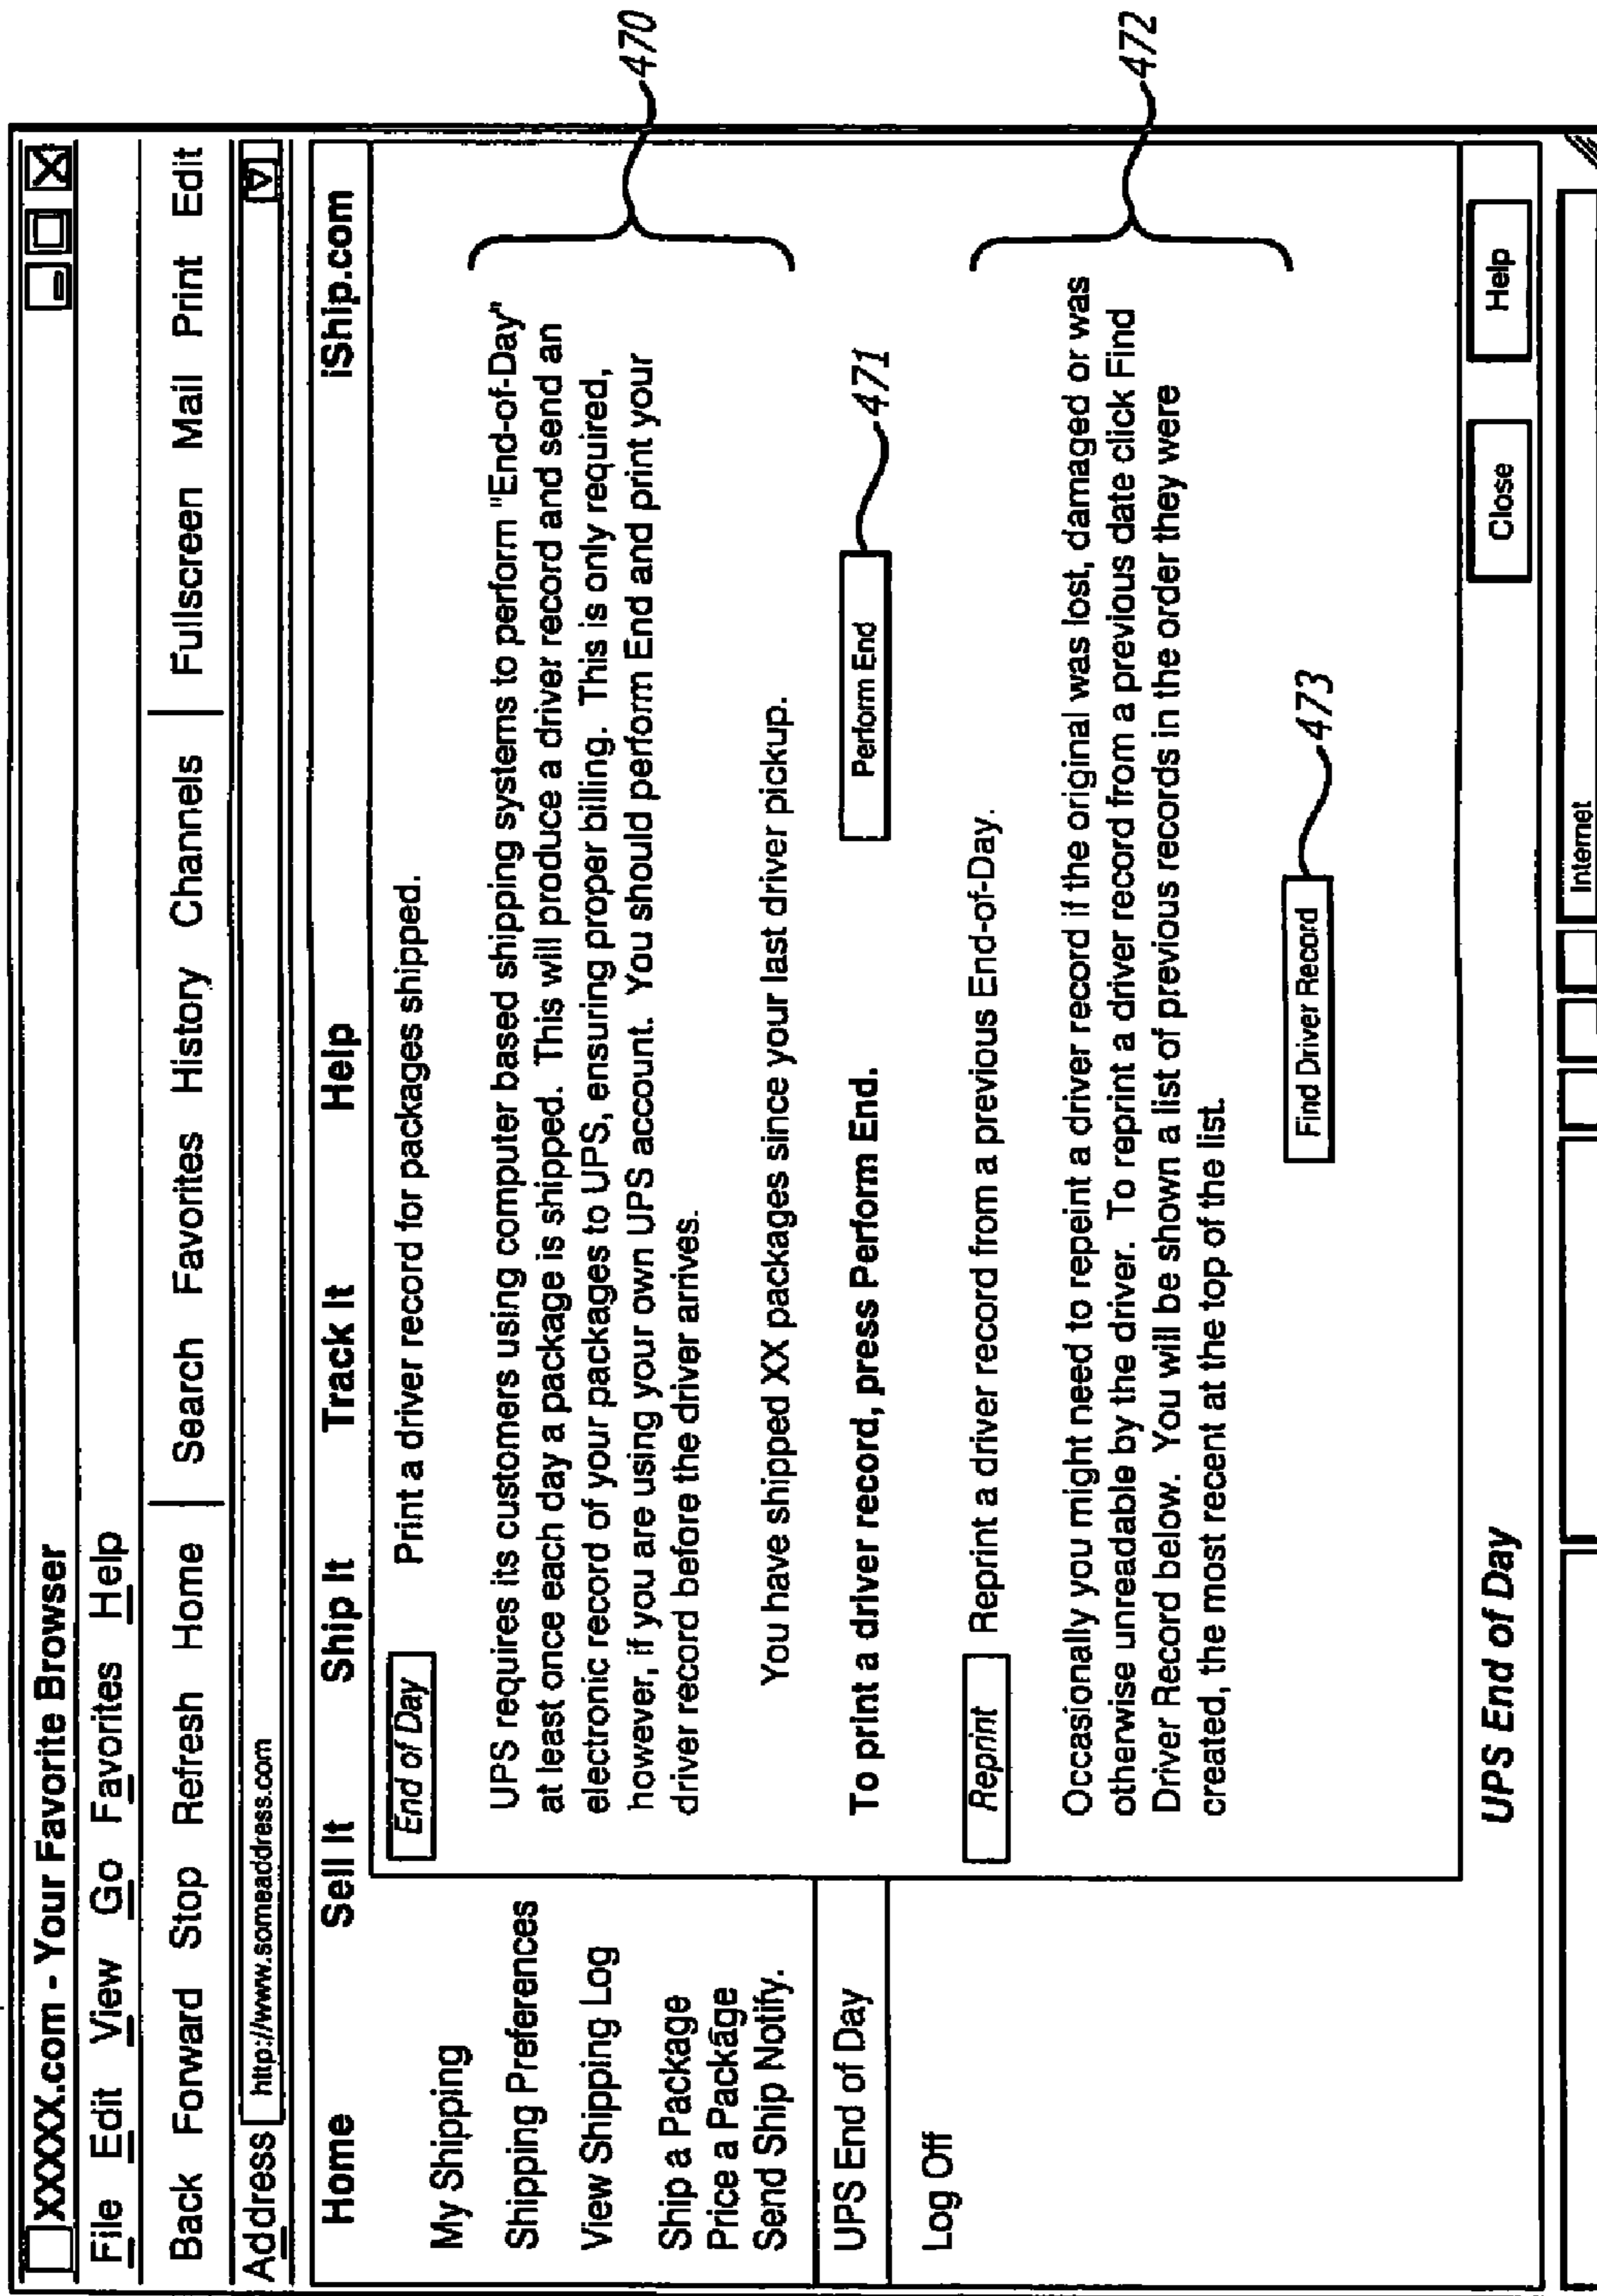 XXXXX.com - Your Favorite Browser
File Edit View Go Favorites Help
Back Forward Stop Refresh Home Search Favorites History Channels Fullscreen Mail Print Edit
Address http://www.someaddress.com
Home Sell It Ship It Track It Help iShip.com
My Shipping
Shipping Preferences
View Shipping Log
Ship a Package
Price a Package
Send Ship Notify.
UPS End of Day
Log Off
End of Day Print a driver record for packages shipped.
UPS requires its customers using computer based shipping systems to perform "End-of-Day"
at least once each day a package is shipped. This will produce a driver record and send an
electronic record of your packages to UPS, ensuring proper billing. This is only required,
however, if you are using your own UPS account. You should perform End and print your
driver record before the driver arrives.
470
You have shipped XX packages since your last driver pickup.
To print a driver record, press Perform End.
Perform End
471
Reprint Reprint a driver record from a previous End-of-Day.
Occasionally you might need to repeint a driver record if the original was lost, damaged or was
otherwise unreadable by the driver. To reprint a driver record from a previous date click Find
Driver Record below. You will be shown a list of previous records in the order they were
created, the most recent at the top of the list.
472
Find Driver Record
473
UPS End of Day Close Help
Internet